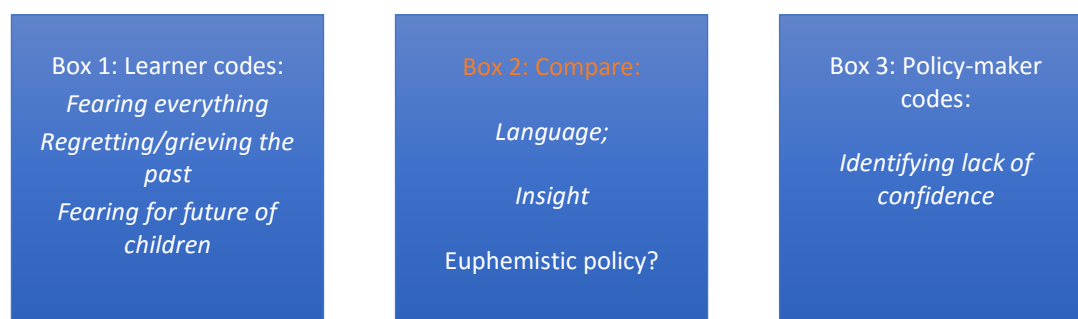 Box 1: Learner codes:
Fearing everything
Regretting/grieving the
past
Fearing for future of
children
Box 2: Compare:
Language;
Insight
Euphemistic policy?
Box 3: Policy-maker
codes:
Identifying lack of
confidence